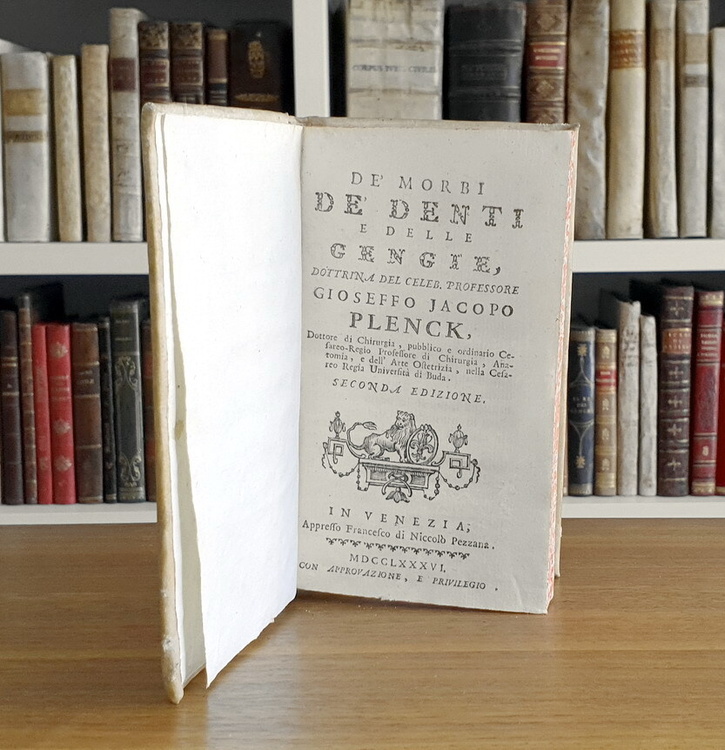 DE' MORBI
DE' DENTI
E DELLE
GENGIE,
DOTTRINA DEL CELEB. PROFESSORE
GIOSEFFO JACOPO
PLENCK,
Dottore di Chirurgia, pubblico e ordinario Ce-
sareo-Regio Professore di Chirurgia, Ana-
tomia, e dell' Arte Ostetrizia, nella Cesa-
reo Regia Università di Buda.
SECONDA EDIZIONE.
IN VENEZIA,
Appresso Francesco di Niccolò Pezzana.
MDCCLXXXVI.
CON APPROVAZIONE, E PRIVILEGIO.